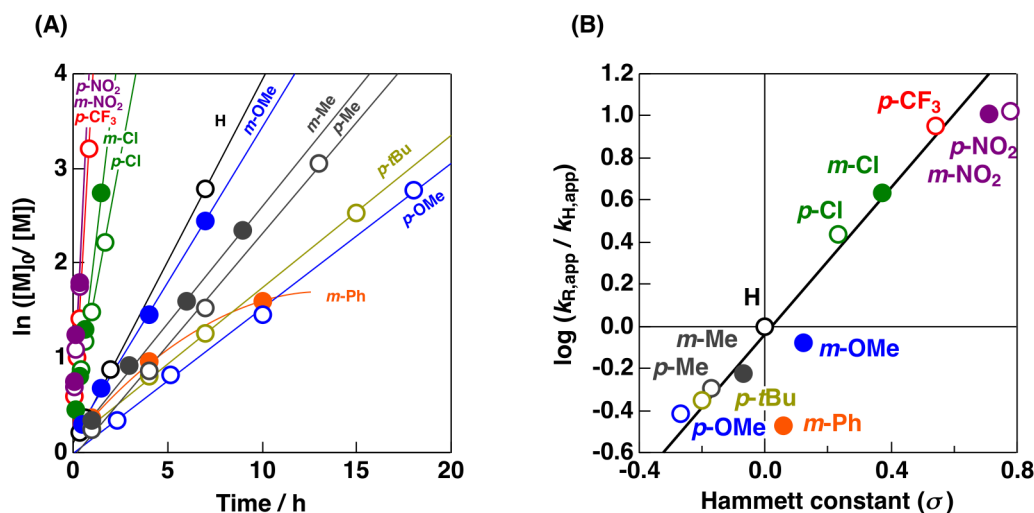 (A)
(B)
ln ([M]0/ [M])
4
3
2
1
0
0
5
10
15
20
Time / h
p-NO2
m-NO2
p-CF3
m-Cl
p-Cl
H
m-OMe
m-Me
p-Me
p-tBu
p-OMe
m-Ph
log (kR,app / kH,app)
1.2
1.0
0.8
0.6
0.4
0.2
0.0
-0.2
-0.4
-0.6
-0.4
0.0
0.4
0.8
Hammett constant (σ)
p-CF3
p-NO2
m-NO2
m-Cl
p-Cl
H
m-Me
m-OMe
p-Me
p-tBu
p-OMe
m-Ph